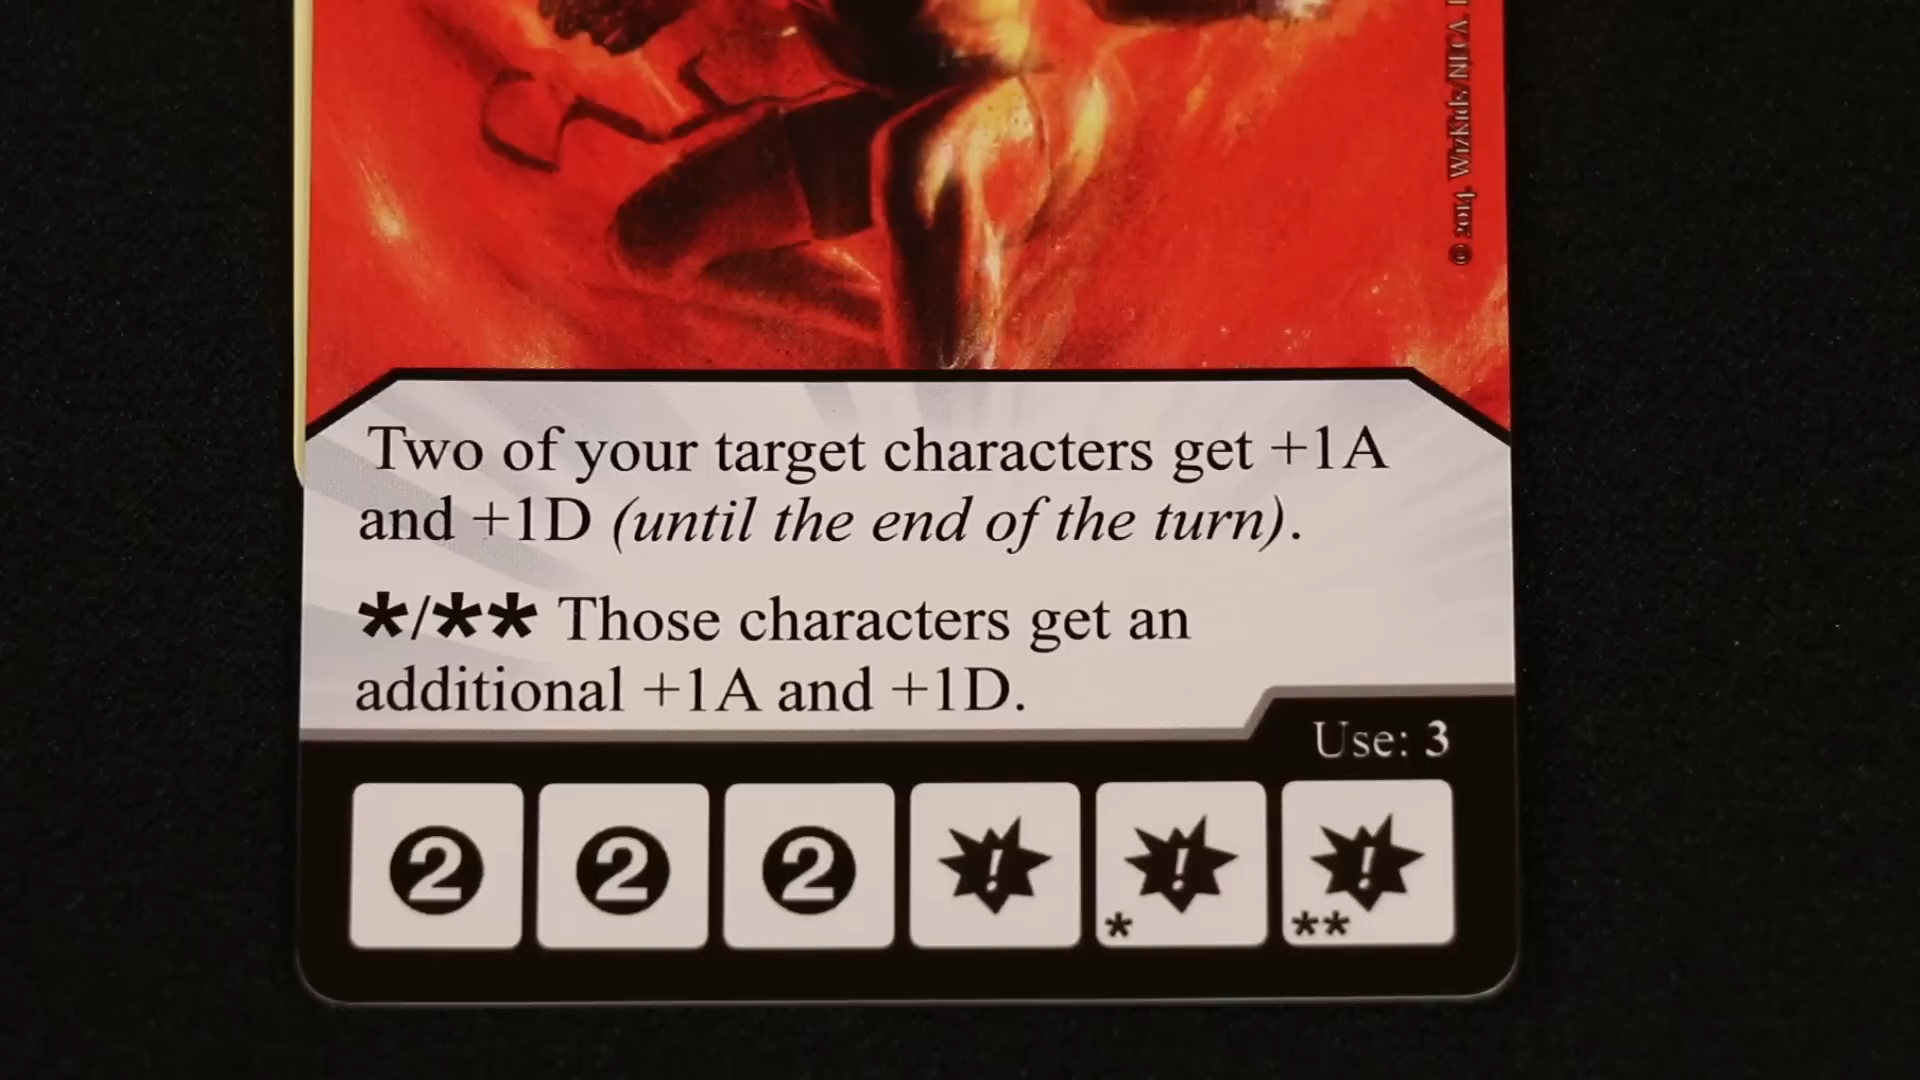 © 2014 WizKids/NECA
Two of your target characters get +1A
and +1D (until the end of the turn).
*/** Those characters get an
additional +1A and +1D.
Use: 3
2 2 2 ! ! !
* **